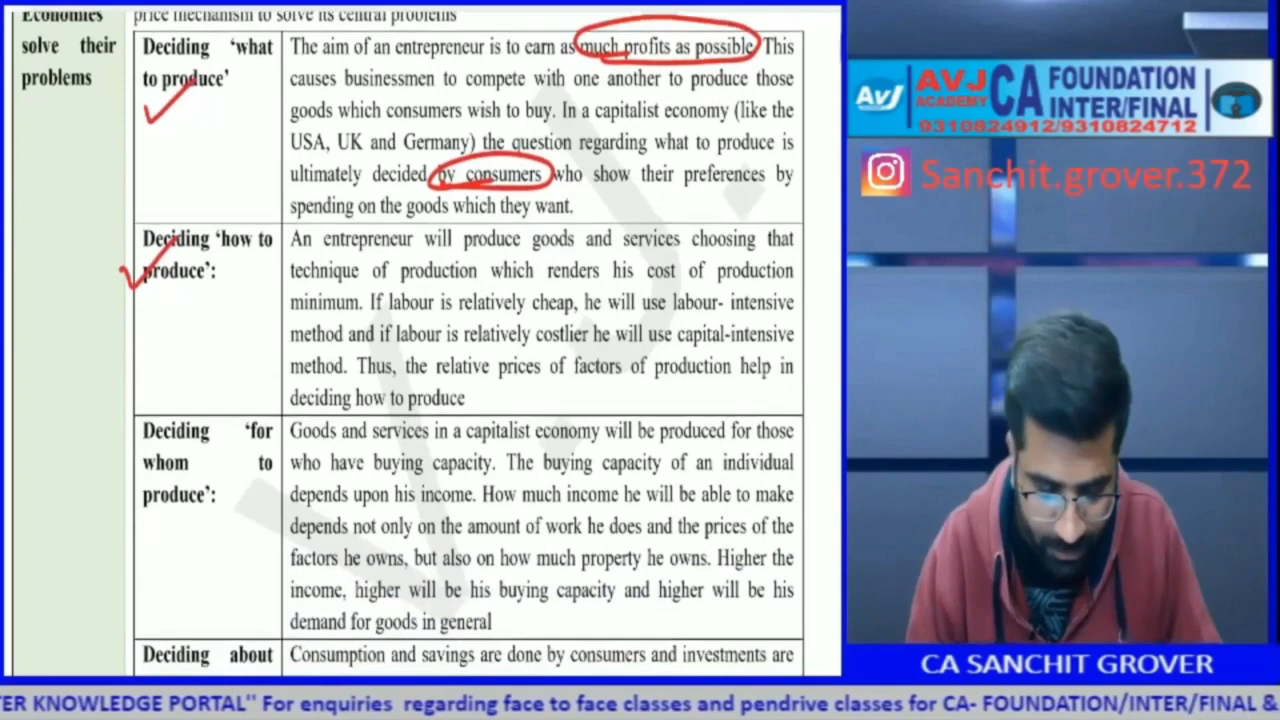 Economies
solve their
problems
price mechanism to solve its central problems
Deciding ‘what
to produce’
The aim of an entrepreneur is to earn as much profits as possible This
causes businessmen to compete with one another to produce those
goods which consumers wish to buy. In a capitalist economy (like the
USA, UK and Germany) the question regarding what to produce is
ultimately decided by consumers who show their preferences by
spending on the goods which they want.
Deciding ‘how to
produce’:
An entrepreneur will produce goods and services choosing that
technique of production which renders his cost of production
minimum. If labour is relatively cheap, he will use labour- intensive
method and if labour is relatively costlier he will use capital-intensive
method. Thus, the relative prices of factors of production help in
deciding how to produce
Deciding ‘for
whom to
produce’:
Goods and services in a capitalist economy will be produced for those
who have buying capacity. The buying capacity of an individual
depends upon his income. How much income he will be able to make
depends not only on the amount of work he does and the prices of the
factors he owns, but also on how much property he owns. Higher the
income, higher will be his buying capacity and higher will be his
demand for goods in general
Deciding about
Consumption and savings are done by consumers and investments are
V.J.
AVJ
AVJ
ACADEMY
CA FOUNDATION
INTER/FINAL
9310824912/9310824712
Sanchit.grover.372
CA SANCHIT GROVER
TER KNOWLEDGE PORTAL" For enquiries regarding face to face classes and pendrive classes for CA- FOUNDATION/INTER/FINAL &